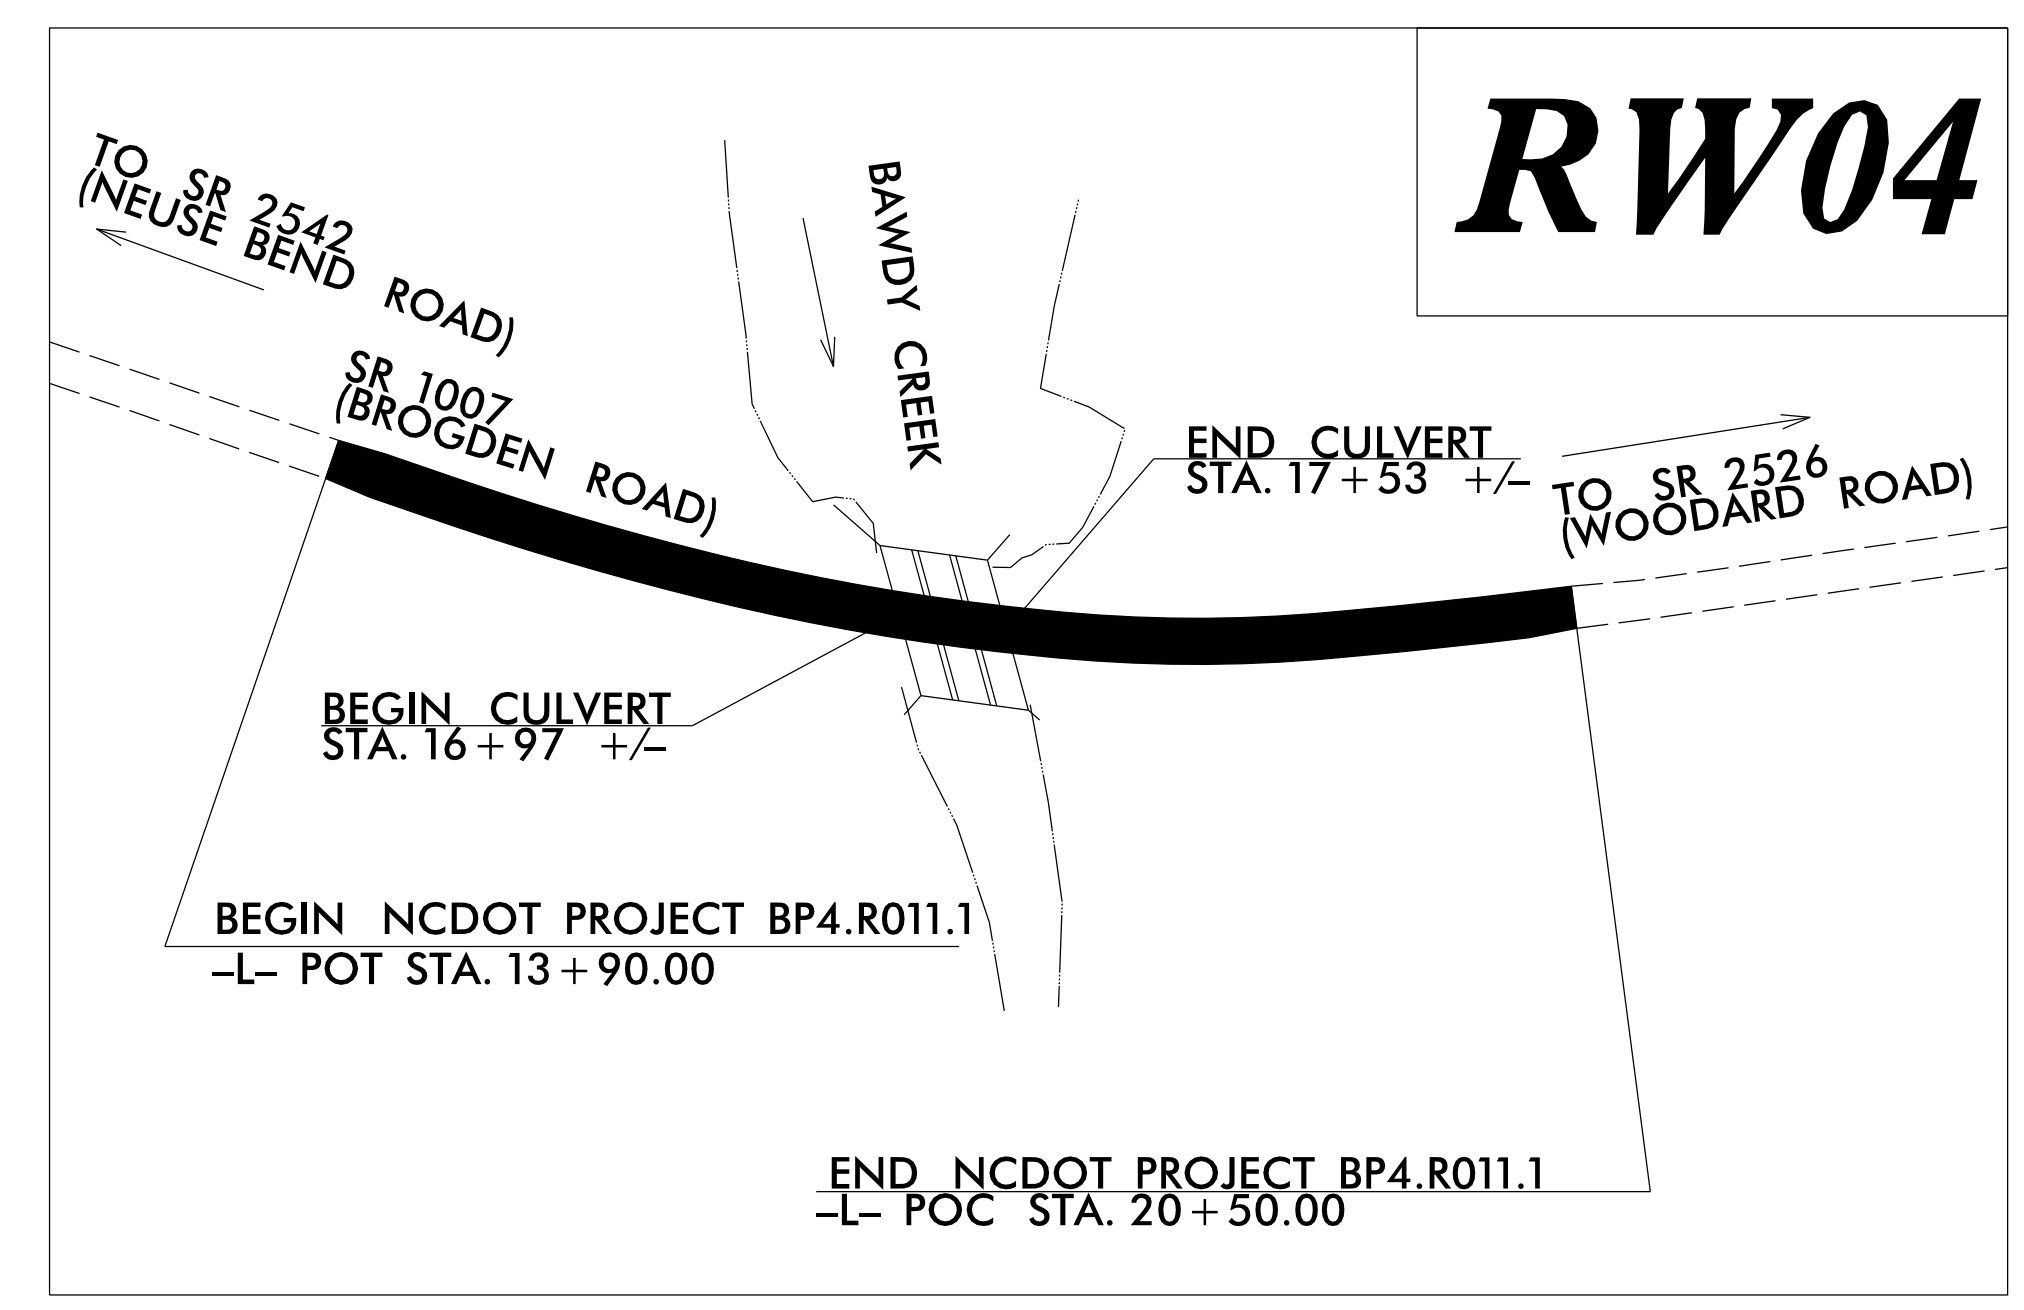 RW04
TO SR 2542
(NEUSE BEND ROAD)
BAWDY CREEK
SR 1007
(BROGDEN ROAD)
END CULVERT
STA. 17+53 +/-
TO SR 2526
(WOODARD ROAD)
BEGIN CULVERT
STA. 16+97 +/-
BEGIN NCDOT PROJECT BP4.R011.1
-L- POT STA. 13+90.00
END NCDOT PROJECT BP4.R011.1
-L- POC STA. 20+50.00